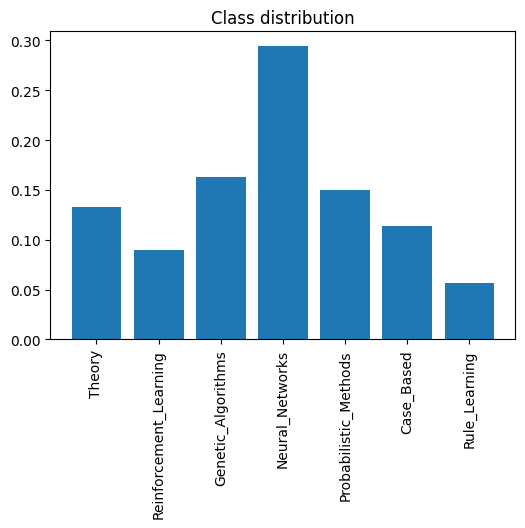 Class distribution
0.30
0.25
0.20
0.15
0.10
0.05
0.00
Theory
Reinforcement_Learning
Genetic_Algorithms
Neural_Networks
Probabilistic_Methods
Case_Based
Rule_Learning